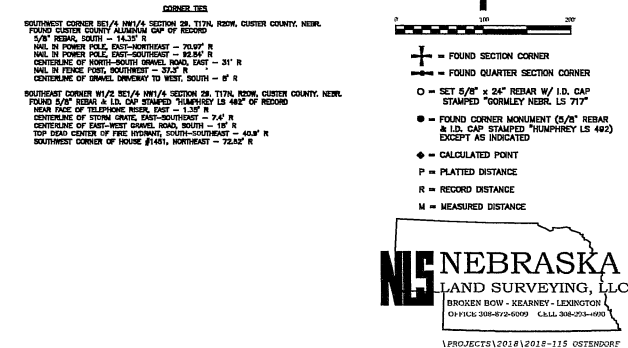 CORNER TIES
SOUTHWEST CORNER SE1/4 NW1/4 SECTION 29, T17N, R20W, CUSTER COUNTY, NEBR.
FOUND CUSTER COUNTY ALUMINUM CAP OF RECORD
5/8" REBAR, SOUTH - 14.35' R
NAIL IN POWER POLE, EAST-NORTHEAST - 70.97' R
NAIL IN POWER POLE, EAST-SOUTHEAST - 92.84' R
CENTERLINE OF NORTH-SOUTH GRAVEL ROAD, EAST - 31' R
NAIL IN FENCE POST, SOUTHWEST - 37.3' R
CENTERLINE OF GRAVEL DRIVEWAY TO WEST, SOUTH - 6' R
SOUTHEAST CORNER W1/2 SE1/4 NW1/4 SECTION 29, T17N, R20W, CUSTER COUNTY, NEBR.
FOUND 5/8" REBAR & I.D. CAP STAMPED "HUMPHREY LS 492" OF RECORD
NEAR FACE OF TELEPHONE RISER, EAST - 1.35' R
CENTERLINE OF STORM GRATE, EAST-SOUTHEAST - 7.4' R
CENTERLINE OF EAST-WEST GRAVEL ROAD, SOUTH - 18' R
TOP DEAD CENTER OF FIRE HYDRANT, SOUTH-SOUTHEAST - 40.9' R
SOUTHWEST CORNER OF HOUSE #1451, NORTHEAST - 72.52' R
0 100 200'
= FOUND SECTION CORNER
= FOUND QUARTER SECTION CORNER
= SET 5/8" x 24" REBAR W/ I.D. CAP
STAMPED "GORMLEY NEBR. LS 717"
= FOUND CORNER MONUMENT (5/8" REBAR
& I.D. CAP STAMPED "HUMPHREY LS 492)
EXCEPT AS INDICATED
= CALCULATED POINT
P = PLATTED DISTANCE
R = RECORD DISTANCE
M = MEASURED DISTANCE
NLS NEBRASKA
LAND SURVEYING, LLC
BROKEN BOW - KEARNEY - LEXINGTON
OFFICE 308-872-6009 CELL 308-293-4690
\PROJECTS\2018\2018-115 OSTENDORF